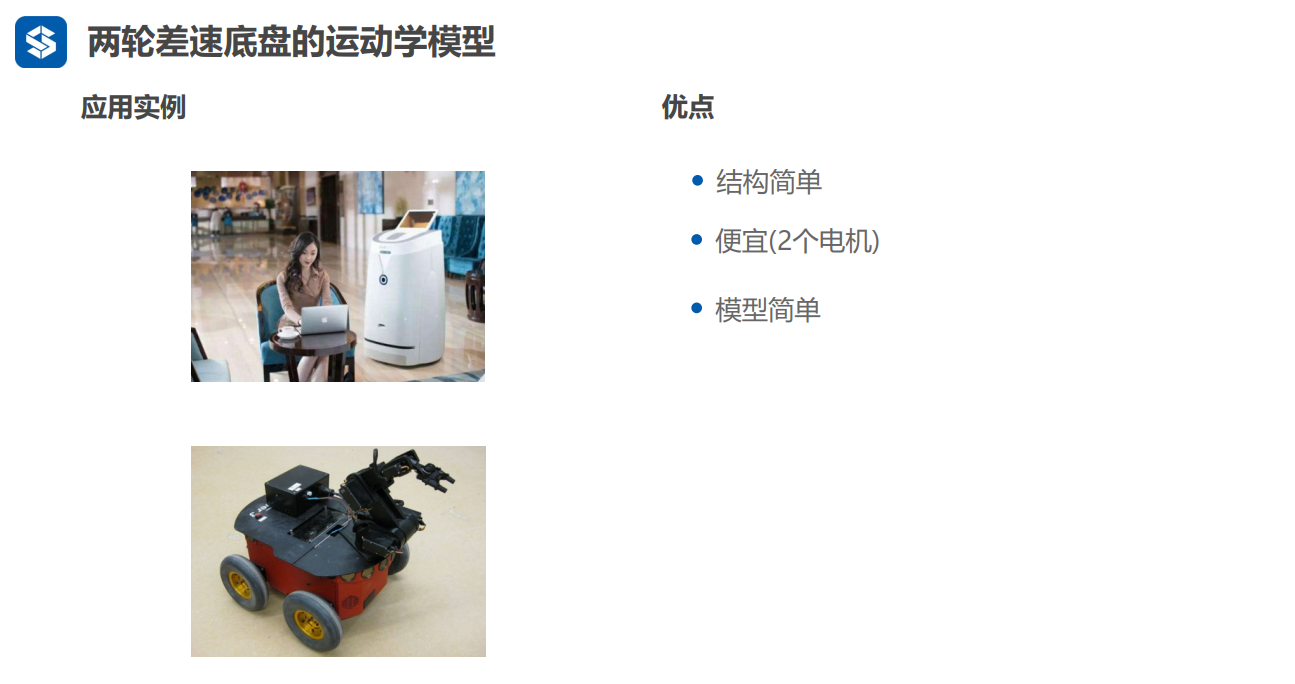 两轮差速底盘的运动学模型
应用实例
优点
结构简单
便宜(2个电机)
模型简单